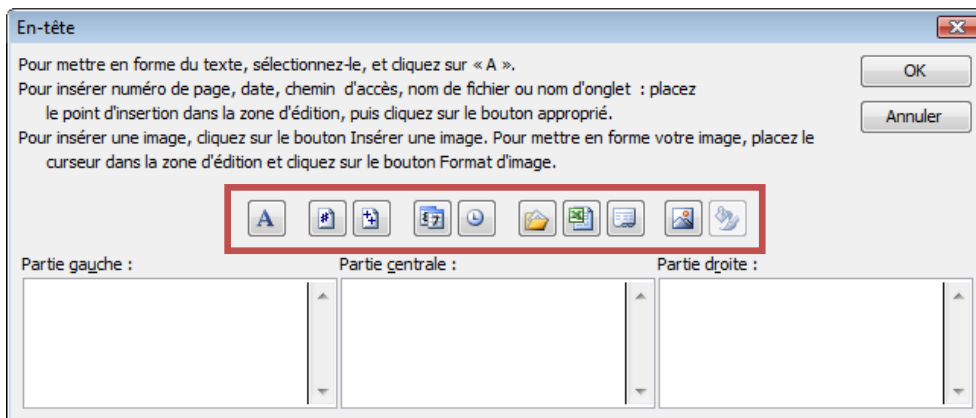 En-tête
Pour mettre en forme du texte, sélectionnez-le, et cliquez sur « A ».
Pour insérer numéro de page, date, chemin d'accès, nom de fichier ou nom d'onglet : placez
le point d'insertion dans la zone d'édition, puis cliquez sur le bouton approprié.
Pour insérer une image, cliquez sur le bouton Insérer une image. Pour mettre en forme votre image, placez le
curseur dans la zone d'édition et cliquez sur le bouton Format d'image.
OK
Annuler
A
Partie gauche : Partie centrale : Partie droite :